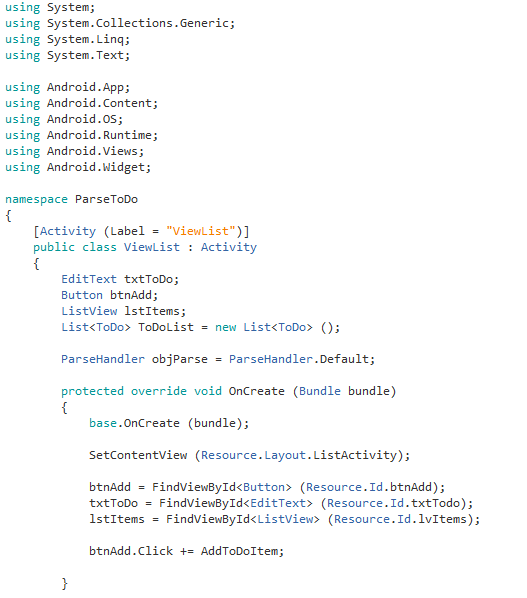 using System;
using System.Collections.Generic;
using System.Linq;
using System.Text;

using Android.App;
using Android.Content;
using Android.OS;
using Android.Runtime;
using Android.Views;
using Android.Widget;

namespace ParseToDo
{
    [Activity (Label = "ViewList")]
    public class ViewList : Activity
    {
        EditText txtToDo;
        Button btnAdd;
        ListView lstItems;
        List<ToDo> ToDoList = new List<ToDo> ();

        ParseHandler objParse = ParseHandler.Default;

        protected override void OnCreate (Bundle bundle)
        {
            base.OnCreate (bundle);

            SetContentView (Resource.Layout.ListActivity);

            btnAdd = FindViewById<Button> (Resource.Id.btnAdd);
            txtToDo = FindViewById<EditText> (Resource.Id.txtTodo);
            lstItems = FindViewById<ListView> (Resource.Id.lvItems);

            btnAdd.Click += AddToDoItem;

        }